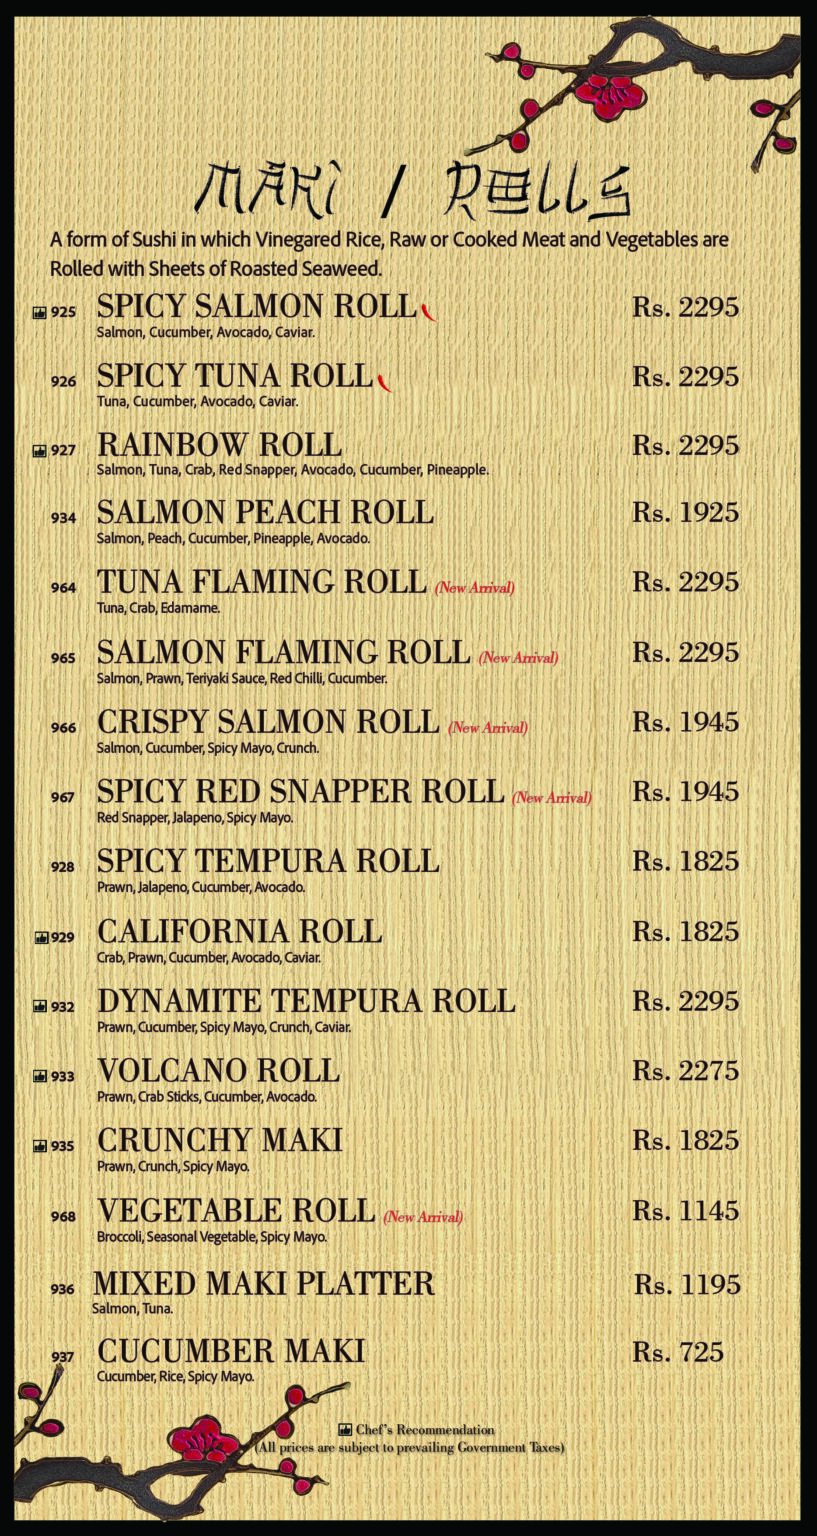 MAKI / ROLLS
A form of Sushi in which Vinegared Rice, Raw or Cooked Meat and Vegetables are
Rolled with Sheets of Roasted Seaweed.
925 SPICY SALMON ROLL Rs. 2295
Salmon, Cucumber, Avocado, Caviar.
926 SPICY TUNA ROLL Rs. 2295
Tuna, Cucumber, Avocado, Caviar.
927 RAINBOW ROLL Rs. 2295
Salmon, Tuna, Crab, Red Snapper, Avocado, Cucumber, Pineapple.
934 SALMON PEACH ROLL Rs. 1925
Salmon, Peach, Cucumber, Pineapple, Avocado.
964 TUNA FLAMING ROLL (New Arrival) Rs. 2295
Tuna, Crab, Edamame.
965 SALMON FLAMING ROLL (New Arrival) Rs. 2295
Salmon, Prawn, Teriyaki Sauce, Red Chilli, Cucumber.
966 CRISPY SALMON ROLL (New Arrival) Rs. 1945
Salmon, Cucumber, Spicy Mayo, Crunch.
967 SPICY RED SNAPPER ROLL (New Arrival) Rs. 1945
Red Snapper, Jalapeno, Spicy Mayo.
928 SPICY TEMPURA ROLL Rs. 1825
Prawn, Jalapeno, Cucumber, Avocado.
929 CALIFORNIA ROLL Rs. 1825
Crab, Prawn, Cucumber, Avocado, Caviar.
932 DYNAMITE TEMPURA ROLL Rs. 2295
Prawn, Cucumber, Spicy Mayo, Crunch, Caviar.
933 VOLCANO ROLL Rs. 2275
Prawn, Crab Sticks, Cucumber, Avocado.
935 CRUNCHY MAKI Rs. 1825
Prawn, Crunch, Spicy Mayo.
968 VEGETABLE ROLL (New Arrival) Rs. 1145
Broccoli, Seasonal Vegetable, Spicy Mayo.
936 MIXED MAKI PLATTER Rs. 1195
Salmon, Tuna.
937 CUCUMBER MAKI Rs. 725
Cucumber, Rice, Spicy Mayo.
Chef's Recommendation
(All prices are subject to prevailing Government Taxes)